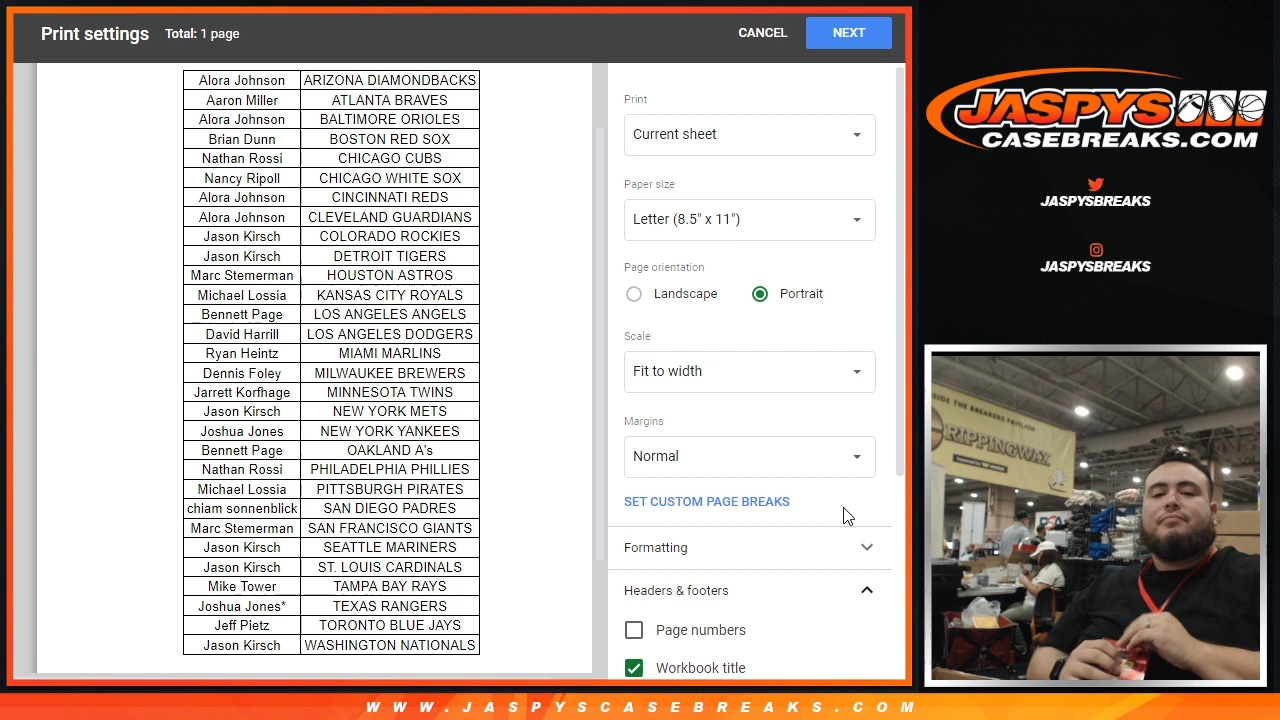 Print settings Total: 1 page CANCEL NEXT
Alora Johnson ARIZONA DIAMONDBACKS
Aaron Miller ATLANTA BRAVES
Alora Johnson BALTIMORE ORIOLES
Brian Dunn BOSTON RED SOX
Nathan Rossi CHICAGO CUBS
Nancy Ripoll CHICAGO WHITE SOX
Alora Johnson CINCINNATI REDS
Alora Johnson CLEVELAND GUARDIANS
Jason Kirsch COLORADO ROCKIES
Jason Kirsch DETROIT TIGERS
Marc Stemerman HOUSTON ASTROS
Michael Lossia KANSAS CITY ROYALS
Bennett Page LOS ANGELES ANGELS
David Harrill LOS ANGELES DODGERS
Ryan Heintz MIAMI MARLINS
Dennis Foley MILWAUKEE BREWERS
Jarrett Korfhage MINNESOTA TWINS
Jason Kirsch NEW YORK METS
Joshua Jones NEW YORK YANKEES
Bennett Page OAKLAND A's
Nathan Rossi PHILADELPHIA PHILLIES
Michael Lossia PITTSBURGH PIRATES
chiam sonnenblick SAN DIEGO PADRES
Marc Stemerman SAN FRANCISCO GIANTS
Jason Kirsch SEATTLE MARINERS
Jason Kirsch ST. LOUIS CARDINALS
Mike Tower TAMPA BAY RAYS
Joshua Jones* TEXAS RANGERS
Jeff Pietz TORONTO BLUE JAYS
Jason Kirsch WASHINGTON NATIONALS
Print
Current sheet
Paper size
Letter (8.5" x 11")
Page orientation
Landscape Portrait
Scale
Fit to width
Margins
Normal
SET CUSTOM PAGE BREAKS
Formatting
Headers & footers
Page numbers
Workbook title
JASPYS
CASEBREAKS.COM
JASPYSBREAKS
JASPYSBREAKS
THE BREAKERS PAVILION
RIPPINGWAX
WWW.JASPYSCASEBREAKS.COM